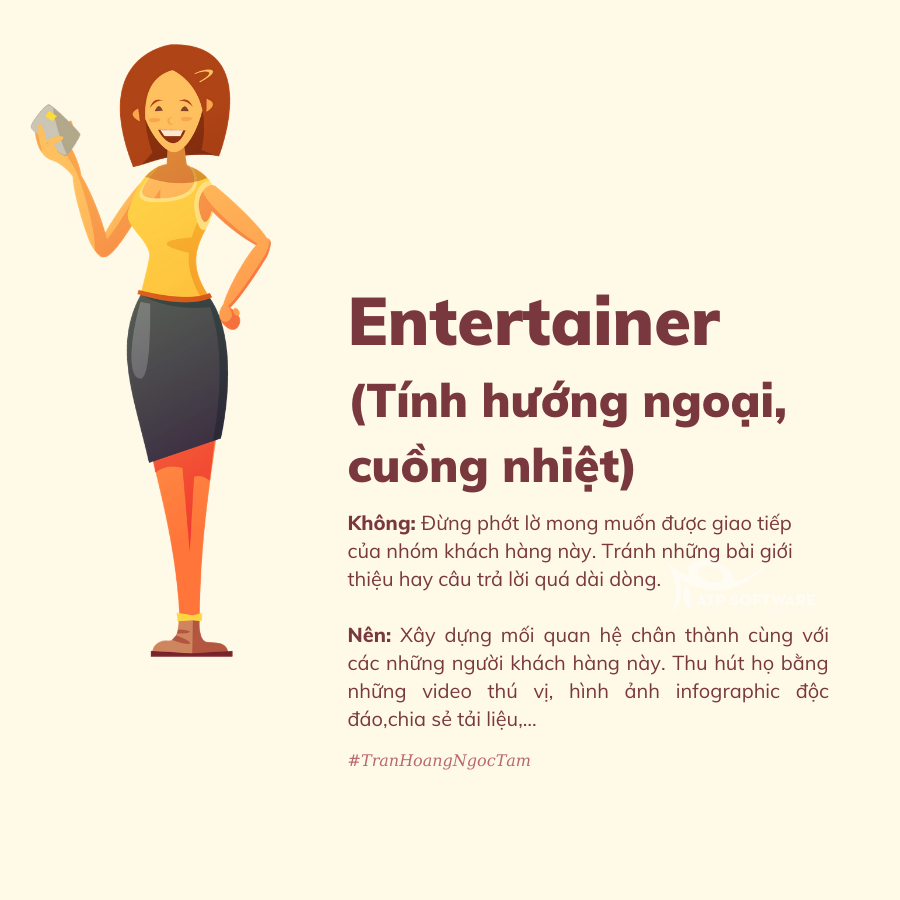 Entertainer
(Tính hướng ngoại,
cuồng nhiệt)
Không: Đừng phớt lờ mong muốn được giao tiếp
của nhóm khách hàng này. Tránh những bài giới
thiệu hay câu trả lời quá dài dòng.
ATP SOFTWARE
Nên: Xây dựng mối quan hệ chân thành cùng với
các những người khách hàng này. Thu hút họ bằng
những video thú vị, hình ảnh infographic độc
đáo,chia sẻ tải liệu,...
#TranHoangNgocTam